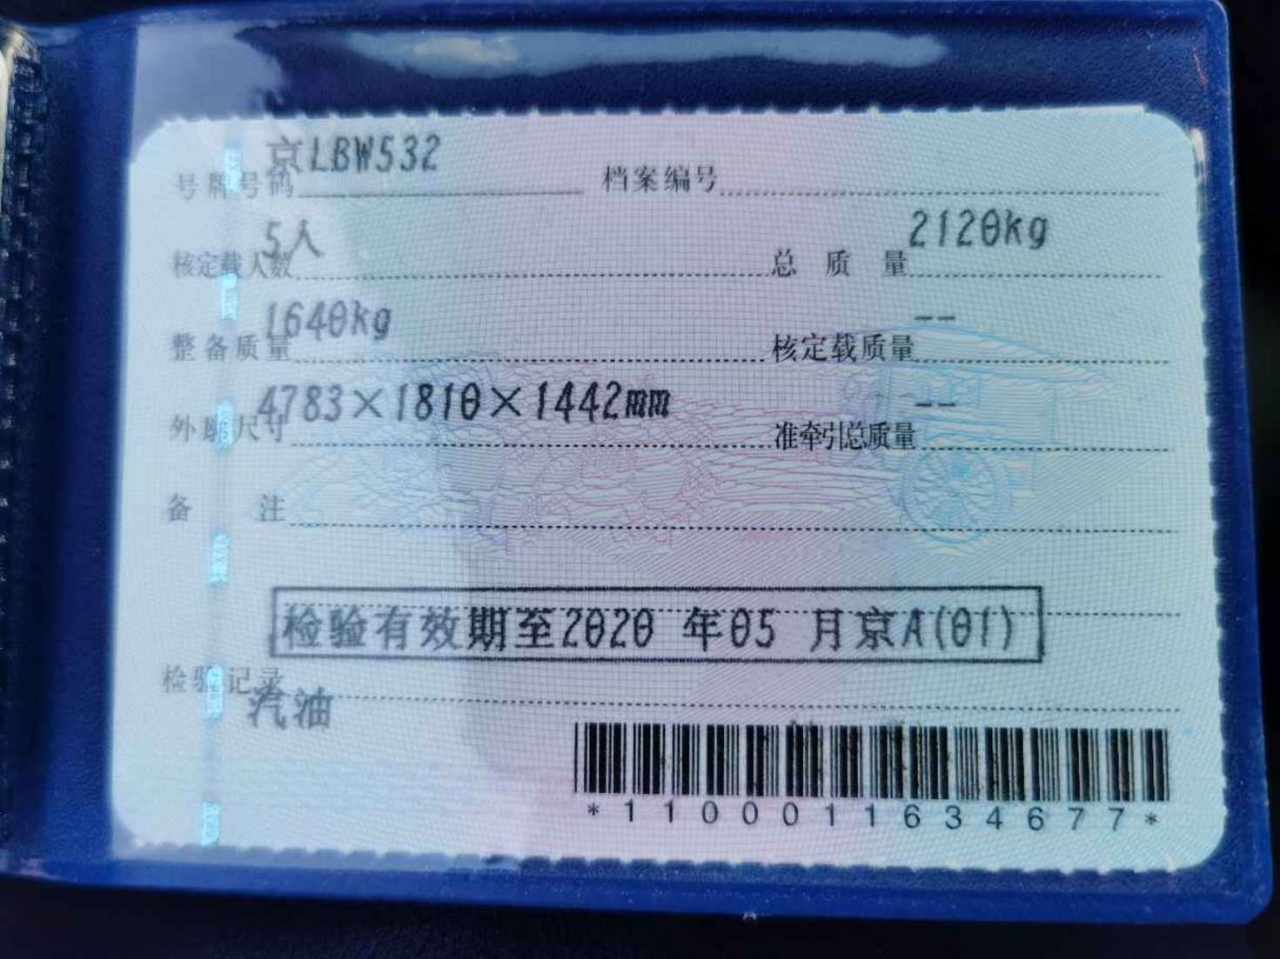 号牌号码 京LBW532 档案编号
核定载人数 5人 总质量 2120kg
整备质量 1640kg 核定载质量 --
外廓尺寸 4783×1810×1442mm 准牵引总质量 --
备注
检验有效期至2020 年05 月京A(01)
检验记录
汽油
*1100011634677*